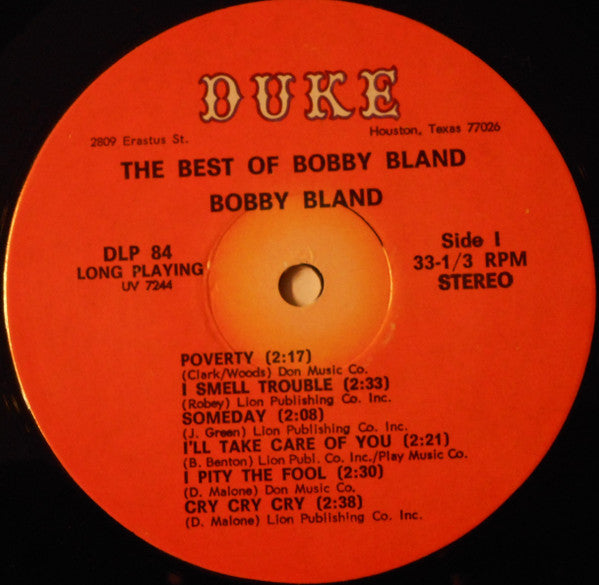 DUKE
2809 Erastus St.
Houston, Texas 77026
THE BEST OF BOBBY BLAND
BOBBY BLAND
DLP 84
LONG PLAYING
UV 7244
Side I
33-1/3 RPM
STEREO
POVERTY (2:17)
(Clark/Woods) Don Music Co.
I SMELL TROUBLE (2:33)
(Robey) Lion Publishing Co. Inc.
SOMEDAY (2:08)
(J. Green) Lion Publishing Co. Inc.
I'LL TAKE CARE OF YOU (2:21)
(B. Benton) Lion Publ. Co. Inc./Play Music Co.
I PITY THE FOOL (2:30)
(D. Malone) Don Music Co.
CRY CRY CRY (2:38)
(D. Malone) Lion Publishing Co. Inc.